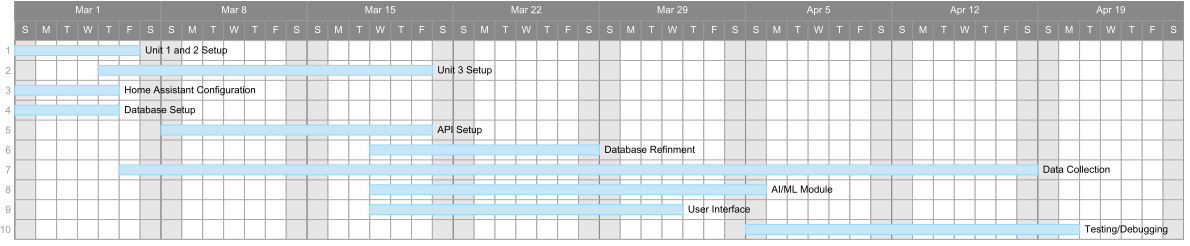 Mar 1 Mar 8 Mar 15 Mar 22 Mar 29 Apr 5 Apr 12 Apr 19
S M T W T F S S M T W T F S S M T W T F S S M T W T F S S M T W T F S S M T W T F S S M T W T F S S M T W T F S
1 Unit 1 and 2 Setup
2 Unit 3 Setup
3 Home Assistant Configuration
4 Database Setup
5 API Setup
6 Database Refinment
7 Data Collection
8 AI/ML Module
9 User Interface
10 Testing/Debugging